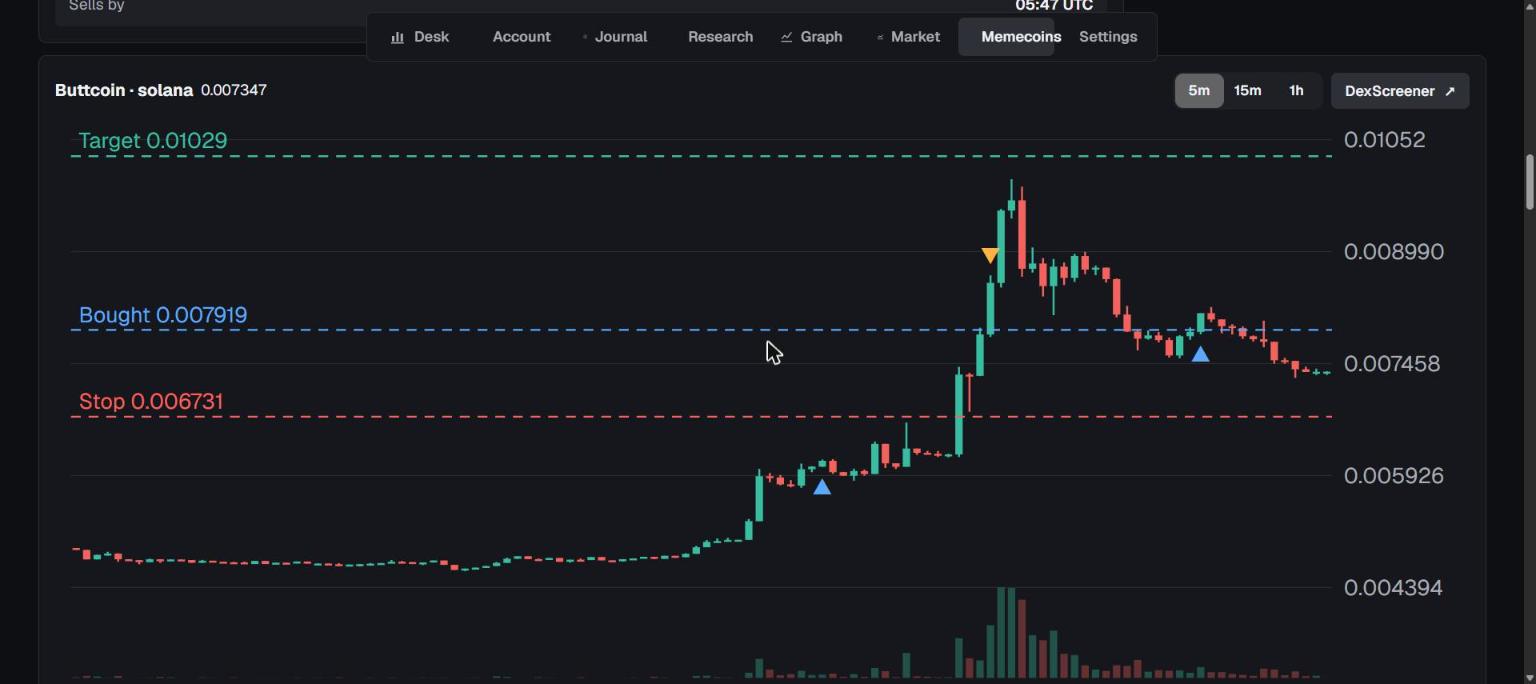 Sells by
05:47 UTC
Desk Account Journal Research Graph Market Memecoins Settings
Buttcoin · solana 0.007347
5m 15m 1h DexScreener ↗
Target 0.01029
0.01052
0.008990
Bought 0.007919
0.007458
Stop 0.006731
0.005926
0.004394